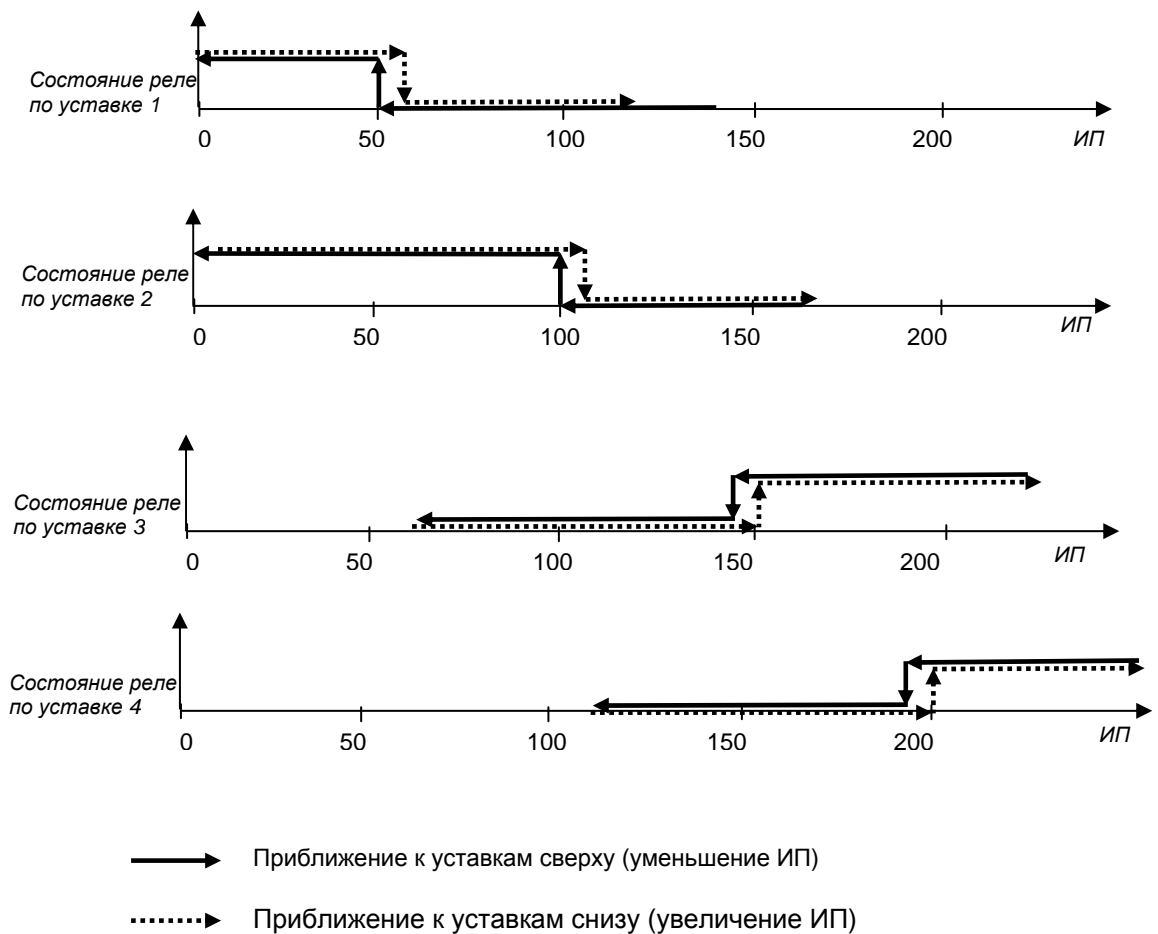 Состояние реле
по уставке 1
0 50 100 150 200 ИП
Состояние реле
по уставке 2
0 50 100 150 200 ИП
Состояние реле
по уставке 3
0 50 100 150 200 ИП
Состояние реле
по уставке 4
0 50 100 150 200 ИП
Приближение к уставкам сверху (уменьшение ИП)
Приближение к уставкам снизу (увеличение ИП)